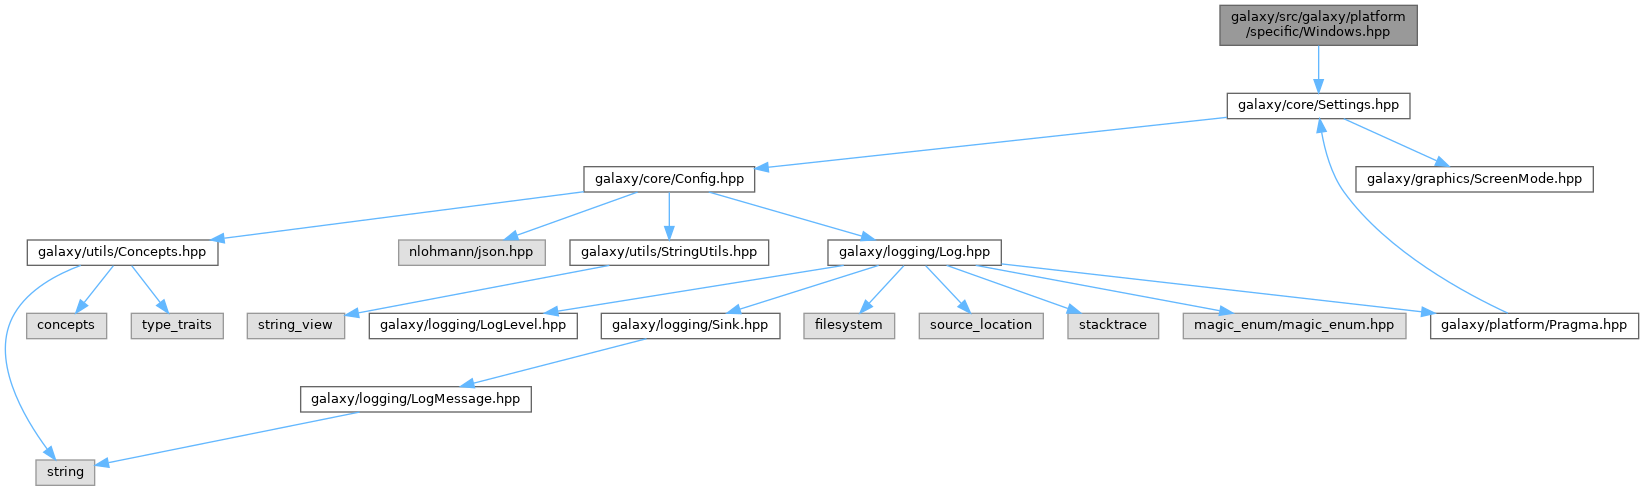 galaxy/src/galaxy/platform
/specific/Windows.hpp
galaxy/core/Settings.hpp
galaxy/core/Config.hpp
galaxy/graphics/ScreenMode.hpp
galaxy/utils/Concepts.hpp
nlohmann/json.hpp
galaxy/utils/StringUtils.hpp
galaxy/logging/Log.hpp
concepts
type_traits
string_view
galaxy/logging/LogLevel.hpp
galaxy/logging/Sink.hpp
filesystem
source_location
stacktrace
magic_enum/magic_enum.hpp
galaxy/platform/Pragma.hpp
galaxy/logging/LogMessage.hpp
string